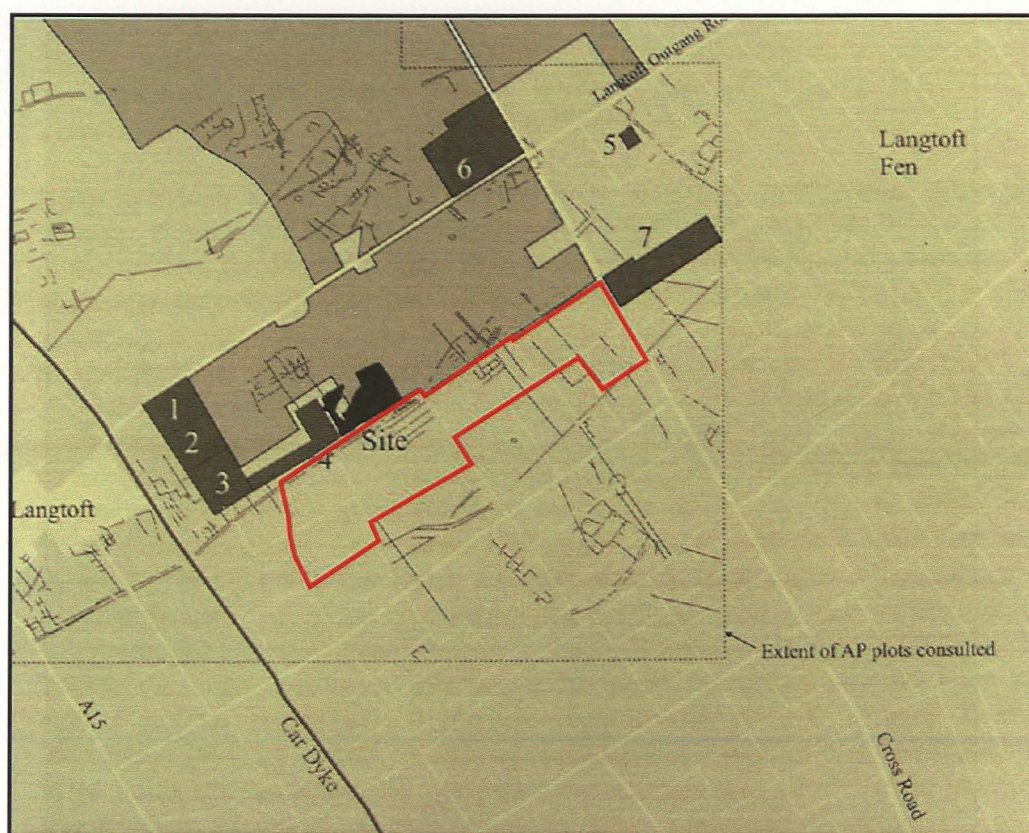 Langtoft Outgang Ro
Langtoft
Fen
5
6
7
1
2
3
4
Site
Langtoft
Extent of AP plots consulted
A15
Car Dyke
Cross Road